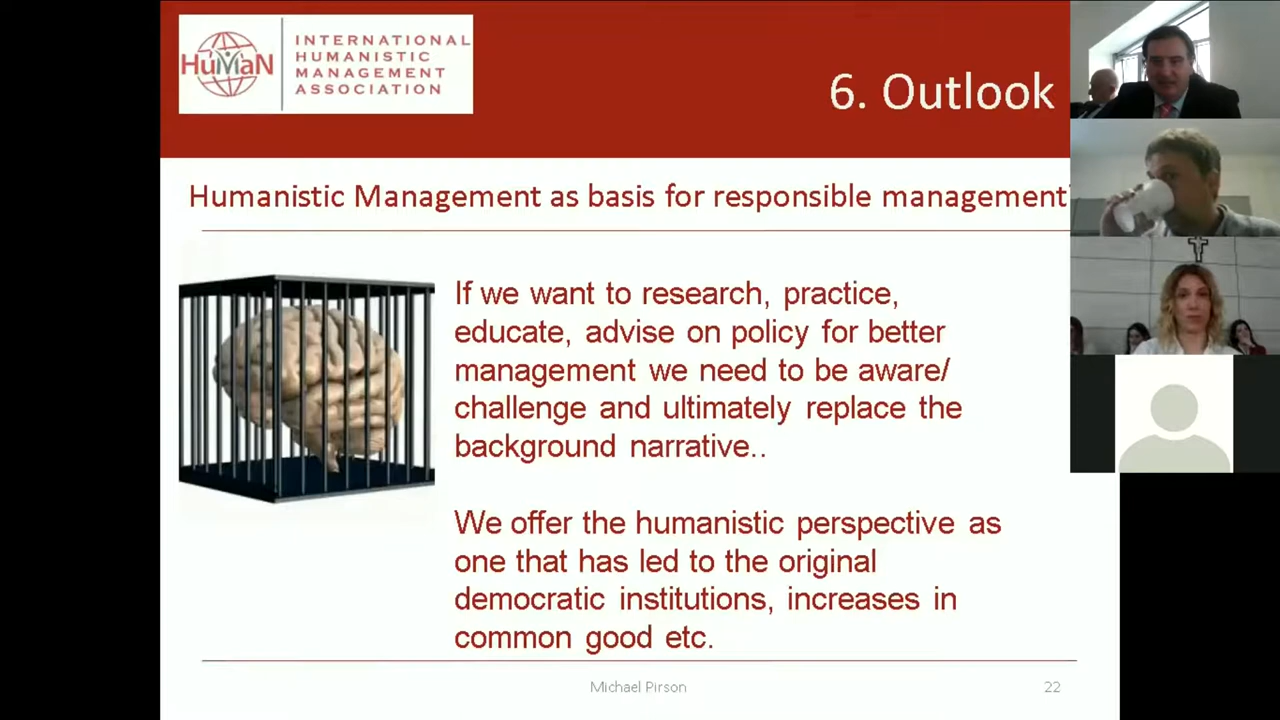 HuMaN
INTERNATIONAL
HUMANISTIC
MANAGEMENT
ASSOCIATION
6. Outlook
Humanistic Management as basis for responsible management
If we want to research, practice,
educate, advise on policy for better
management we need to be aware/
challenge and ultimately replace the
background narrative..
We offer the humanistic perspective as
one that has led to the original
democratic institutions, increases in
common good etc.
Michael Pirson
22